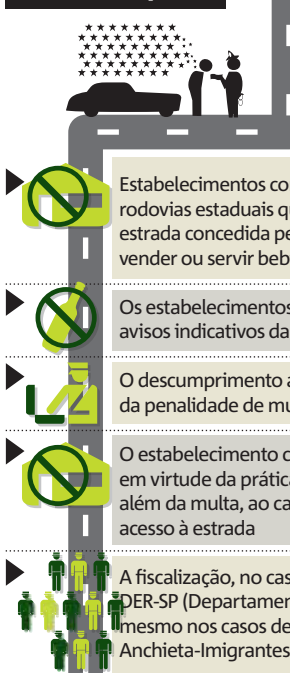 Estabelecimentos co
rodovias estaduais qu
estrada concedida pe
vender ou servir beb
Os estabelecimentos
avisos indicativos da
O descumprimento a
da penalidade de mu
O estabelecimento c
em virtude da prática
além da multa, ao ca
acesso à estrada
A fiscalização, no cas
DER-SP (Departamen
mesmo nos casos de
Anchieta-Imigrantes